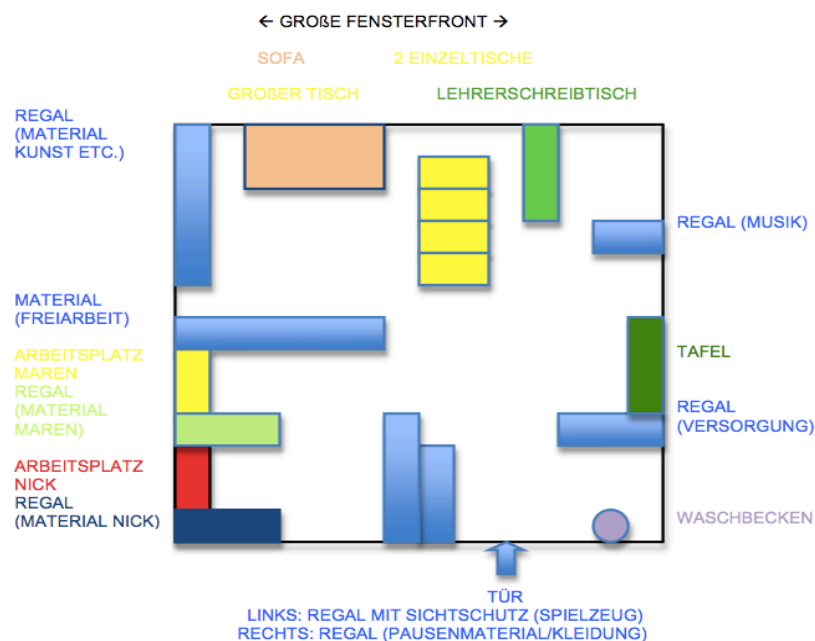 ← GROßE FENSTERFRONT →
SOFA
2 EINZELTISCHE
GROßER TISCH
LEHRERSCHREIBTISCH
REGAL
(MATERIAL
KUNST ETC.)
REGAL (MUSIK)
MATERIAL
(FREIARBEIT)
ARBEITSPLATZ
MAREN
REGAL
(MATERIAL
MAREN)
TAFEL
REGAL
(VERSORGUNG)
ARBEITSPLATZ
NICK
REGAL
(MATERIAL NICK)
WASCHBECKEN
TÜR
LINKS: REGAL MIT SICHTSCHUTZ (SPIELZEUG)
RECHTS: REGAL (PAUSENMATERIAL/KLEIDUNG)